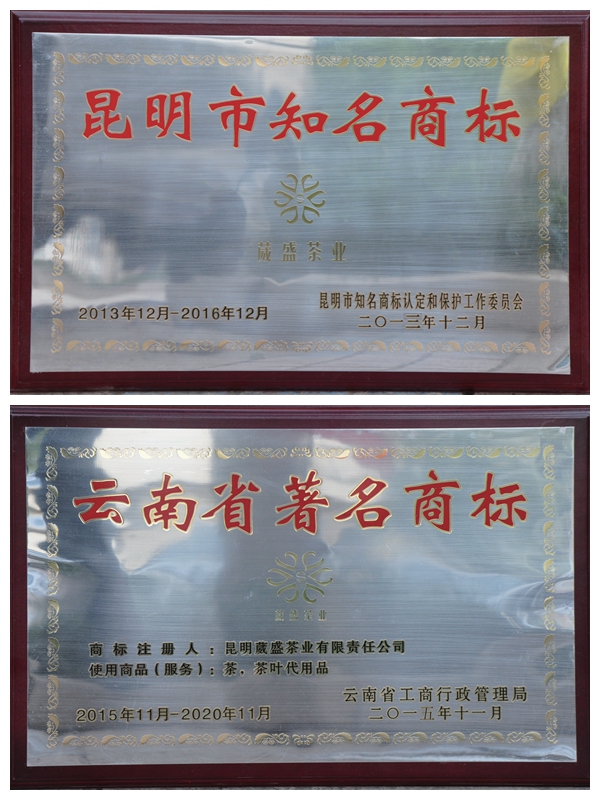 昆明市知名商标
葳盛茶业
2013年12月-2016年12月
昆明市知名商标认定和保护工作委员会
二〇一三年十二月
云南省著名商标
葳盛茶业
商标注册人：昆明葳盛茶业有限责任公司
使用商品（服务）：茶，茶叶代用品
2015年11月-2020年11月
云南省工商行政管理局
二〇一五年十一月